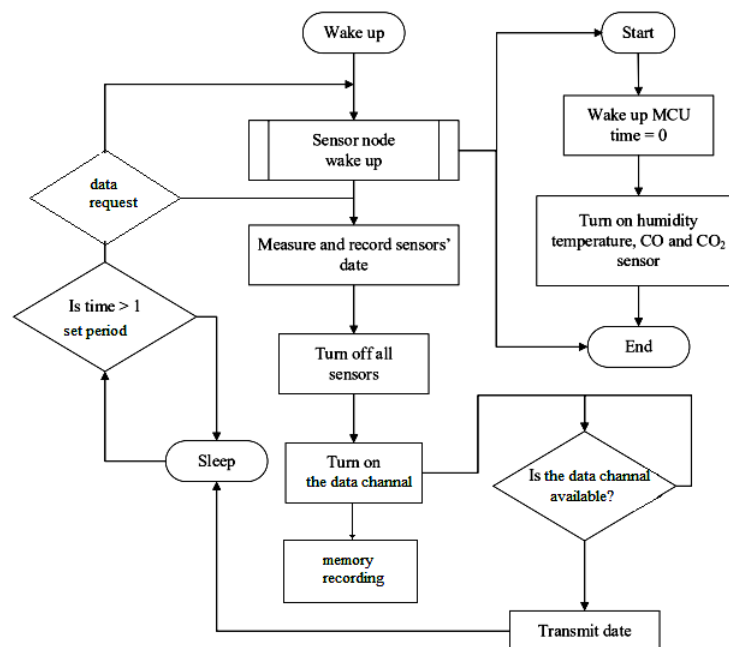 Wake up
Start
Wake up MCU
time = 0
Sensor node
wake up
data
request
Turn on humidity
temperature, CO and CO₂
sensor
Measure and record sensors'
date
Is time > 1
set period
End
Turn off all
sensors
Sleep
Turn on
the data channel
Is the data channel
available?
memory
recording
Transmit date